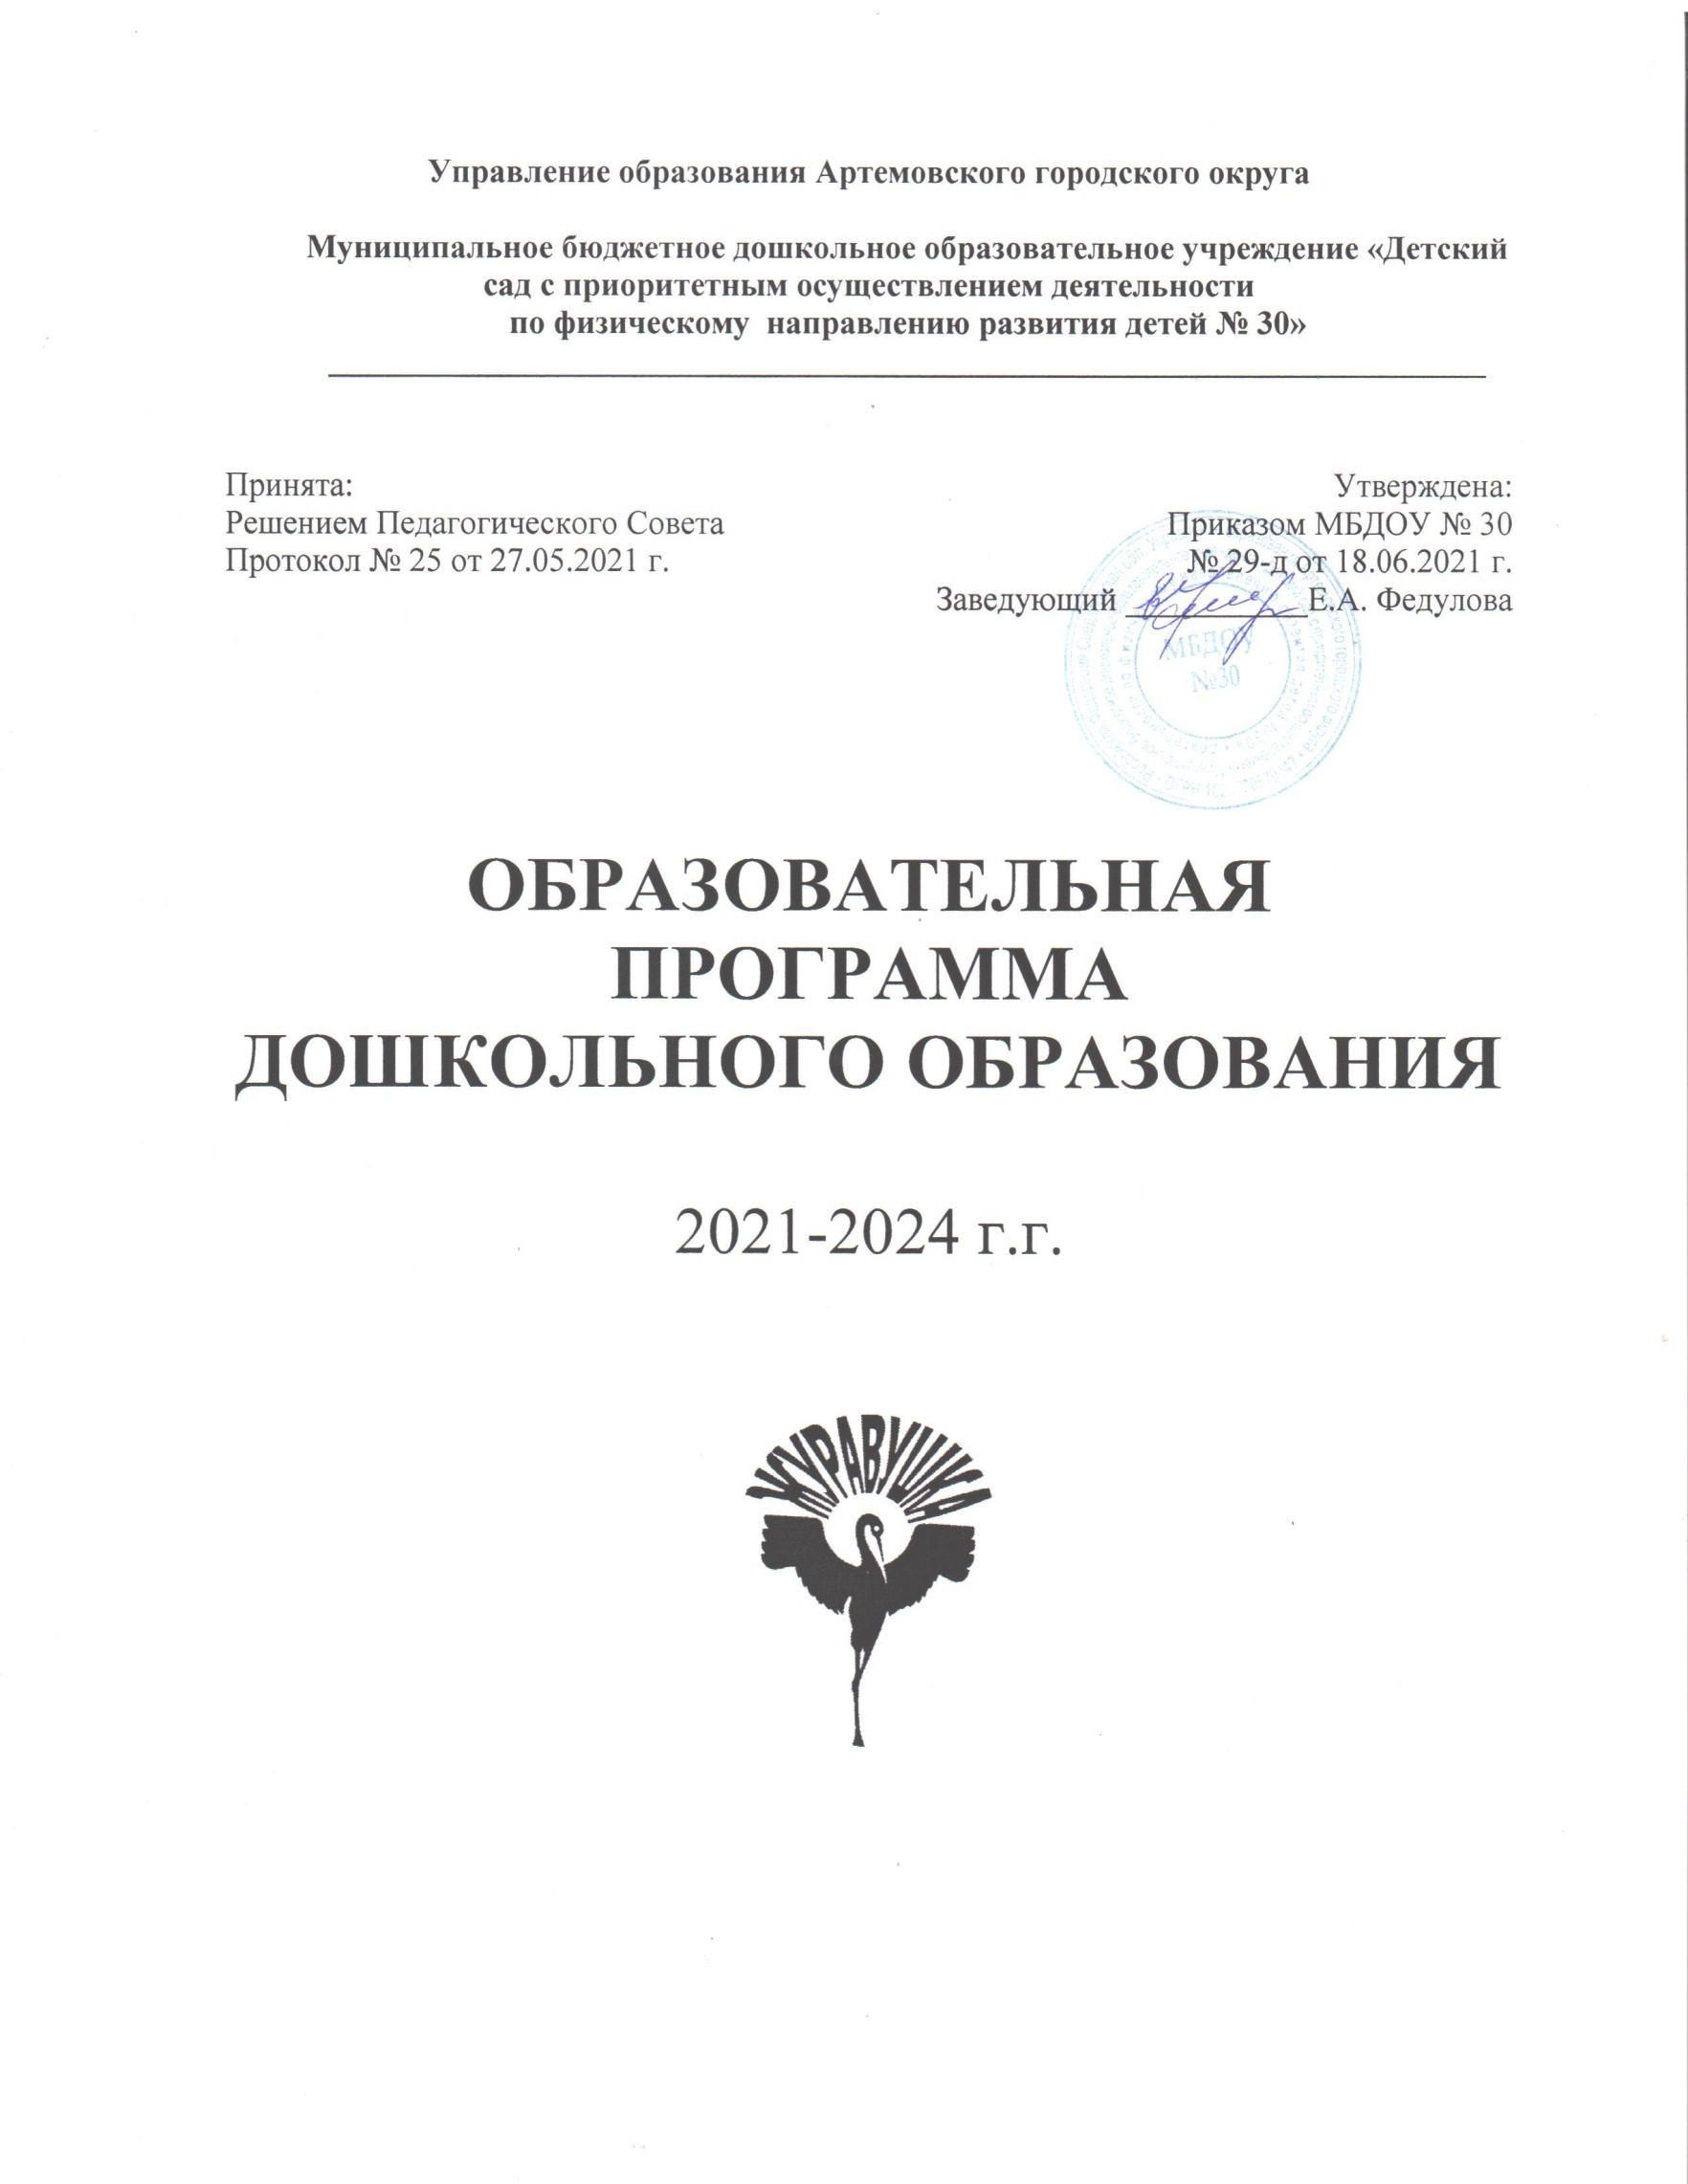 Управление образования Артемовского городского округа
Муниципальное бюджетное дошкольное образовательное учреждение «Детский
сад с приоритетным осуществлением деятельности
по физическому направлению развития детей № 30»
Принята:
Решением Педагогического Совета
Протокол № 25 от 27.05.2021 г.
Утверждена:
Приказом МБДОУ № 30
№ 29-д от 18.06.2021 г.
Заведующий ____________Е.А. Федулова
МБДОУ
№30
ОБРАЗОВАТЕЛЬНАЯ
ПРОГРАММА
ДОШКОЛЬНОГО ОБРАЗОВАНИЯ
2021-2024 г.г.
ЖУРАВУШКА